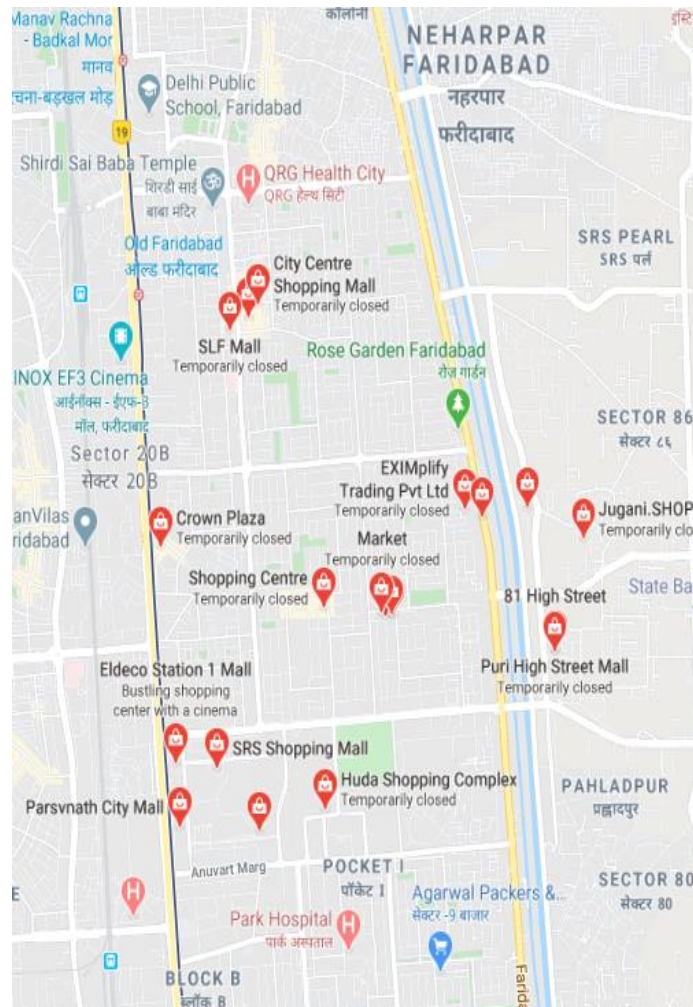 Manav Rachna
- Badkal Mor
मानव
रचना-बड़खल मोड़
कॉलोनी
NEHARPAR
FARIDABAD
नहरपार
फरीदाबाद
Delhi Public
School, Faridabad
19
Shirdi Sai Baba Temple
शिरडी साई
बाबा मंदिर
QRG Health City
QRG हेल्थ सिटी
SRS PEARL
SRS पर्ल
Old Faridabad
ओल्ड फरीदाबाद
City Centre
Shopping Mall
Temporarily closed
SLF Mall
Temporarily closed
Rose Garden Faridabad
रोज़ गार्डन
INOX EF3 Cinema
आईनॉक्स - ईएफ-3
मॉल, फरीदाबाद
SECTOR 86
सेक्टर ८६
Sector 20B
सेक्टर 20B
EXIMplify
Trading Pvt Ltd
Temporarily closed
Jugani.SHOP
Temporarily clo
anVilas
ridabad
Crown Plaza
Temporarily closed
Market
Temporarily closed
Shopping Centre
Temporarily closed
81 High Street
State Ba
Puri High Street Mall
Temporarily closed
Eldeco Station 1 Mall
Bustling shopping
center with a cinema
SRS Shopping Mall
Huda Shopping Complex
Temporarily closed
Parsvnath City Mall
PAHLADPUR
प्रह्लादपुर
Anuvart Marg
POCKET I
पॉकेट I
SECTOR 80
सेक्टर 80
E
Agarwal Packers &...
सेक्टर -9 बाजार
Park Hospital
पार्क अस्पताल
BLOCK B
ब्लॉक B
Farida